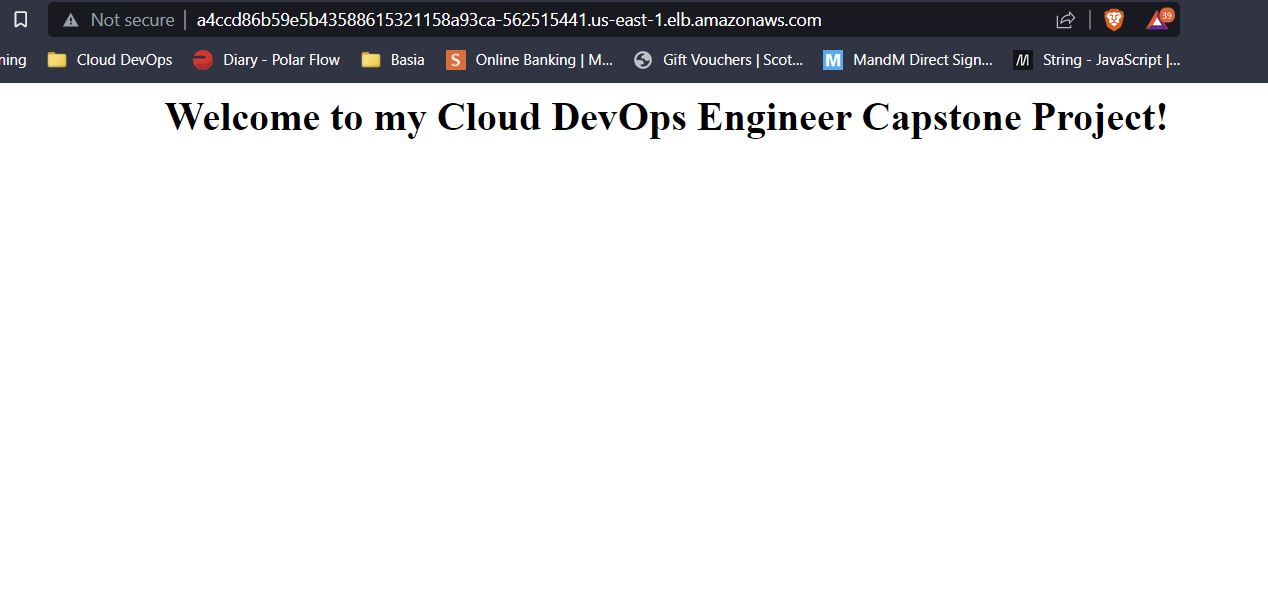 Not secure a4ccd86b59e5b43588615321158a93ca-562515441.us-east-1.elb.amazonaws.com 39
ning Cloud DevOps Diary - Polar Flow Basia S Online Banking | M... Gift Vouchers | Scot... M MandM Direct Sign... M String - JavaScript |...
Welcome to my Cloud DevOps Engineer Capstone Project!